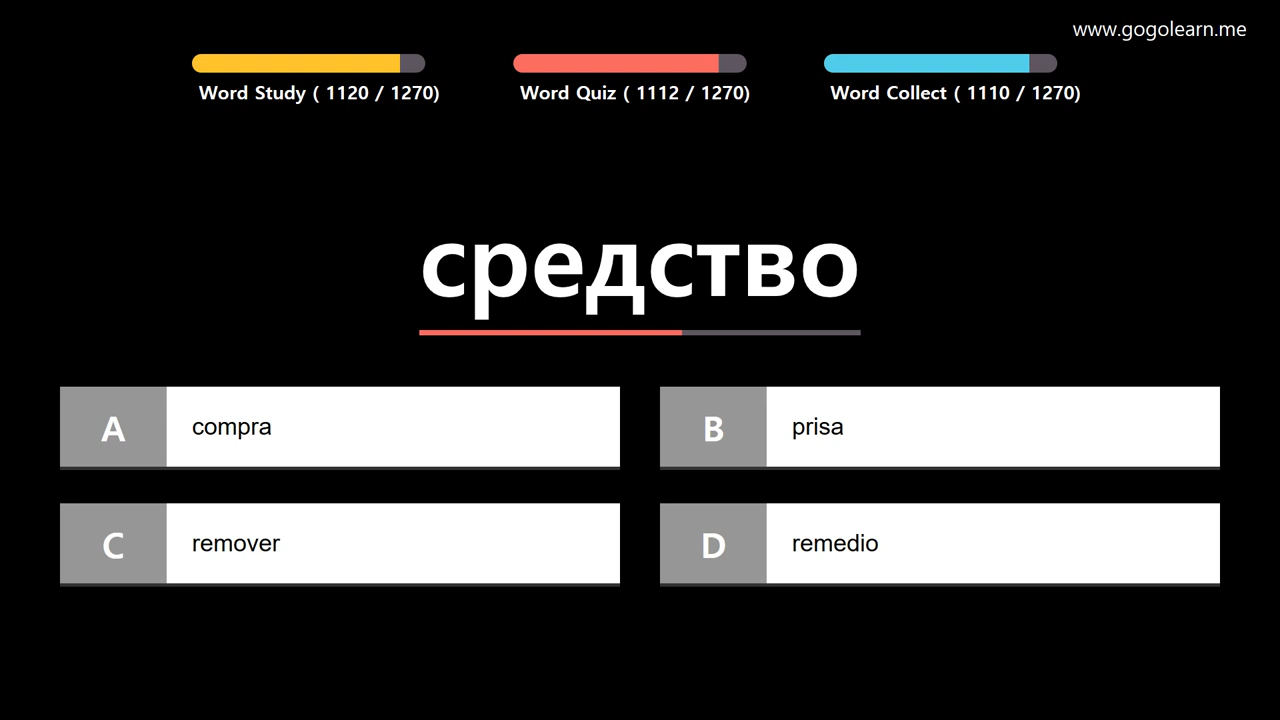 www.gogolearn.me
Word Study ( 1120 / 1270)
Word Quiz ( 1112 / 1270)
Word Collect ( 1110 / 1270)
средство
A compra
B prisa
C remover
D remedio